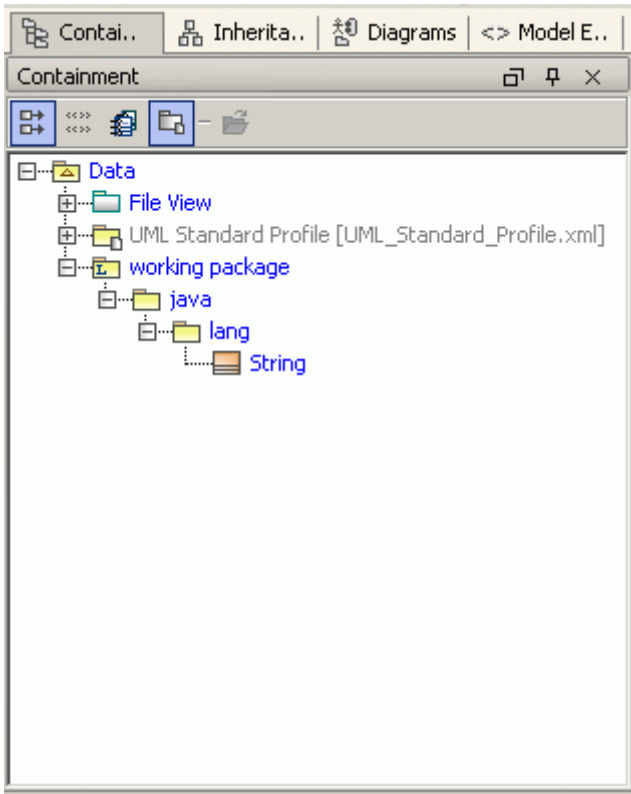 Contai.. Inherita.. Diagrams <> Model E..
Containment
Data
File View
UML Standard Profile [UML_Standard_Profile.xml]
working package
java
lang
String